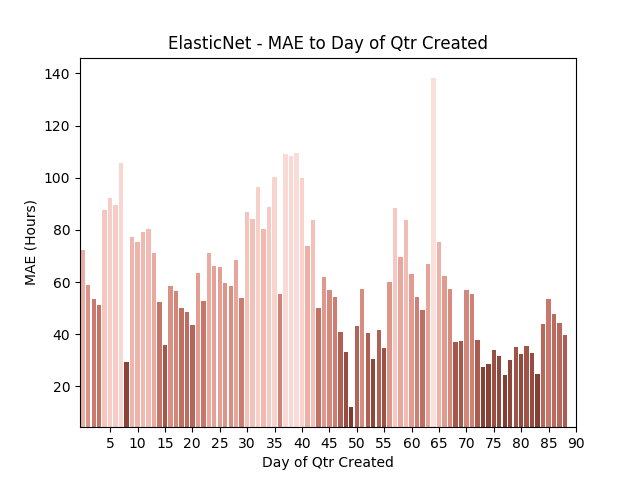 ElasticNet - MAE to Day of Qtr Created
140
120
100
80
60
40
20
MAE (Hours)
5 10 15 20 25 30 35 40 45 50 55 60 65 70 75 80 85 90
Day of Qtr Created